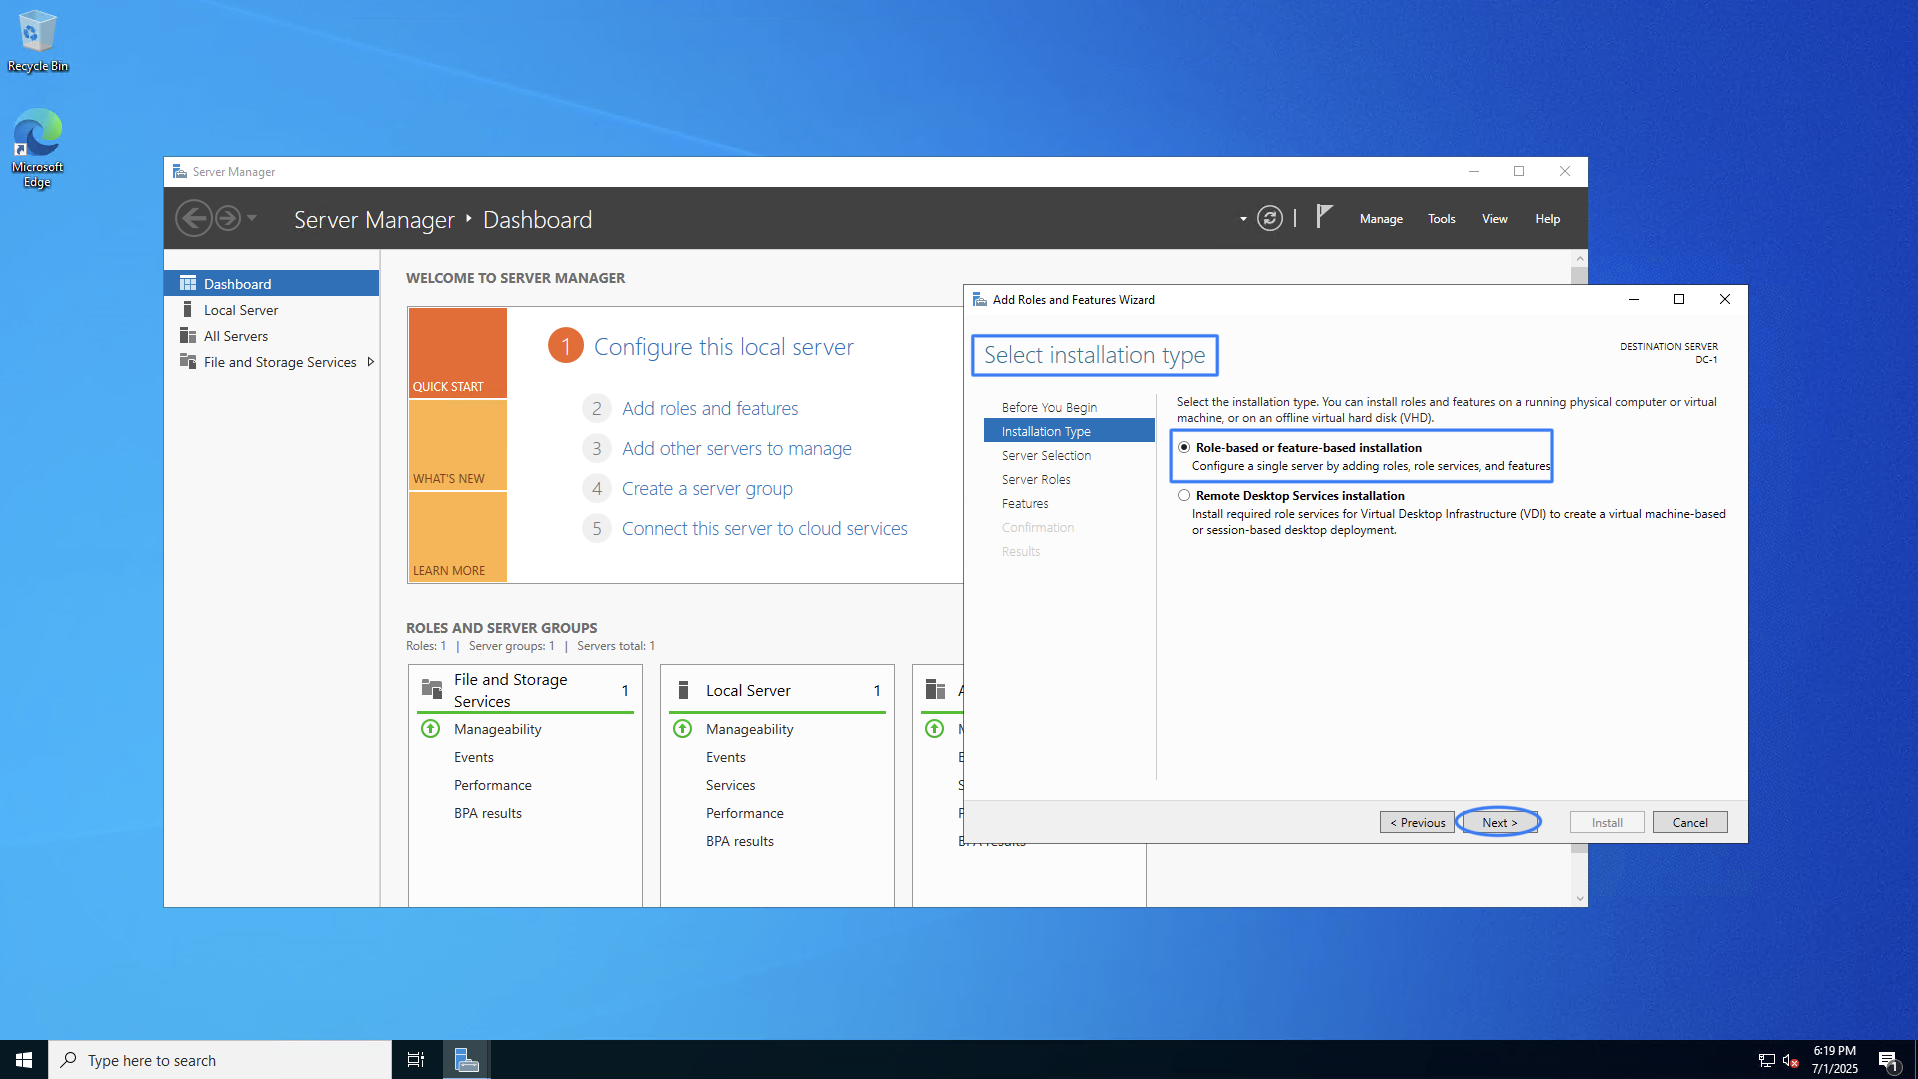 Recycle Bin
Microsoft
Edge
Server Manager
Server Manager
Dashboard
Manage
Tools
View
Help
Dashboard
Local Server
All Servers
File and Storage Services
WELCOME TO SERVER MANAGER
QUICK START
WHAT'S NEW
LEARN MORE
1 Configure this local server
2 Add roles and features
3 Add other servers to manage
4 Create a server group
5 Connect this server to cloud services
ROLES AND SERVER GROUPS
Roles: 1 | Server groups: 1 | Servers total: 1
File and Storage
Services
1
Manageability
Events
Performance
BPA results
Local Server 1
Manageability
Events
Services
Performance
BPA results
Add Roles and Features Wizard
Select installation type
DESTINATION SERVER
DC-1
Before You Begin
Installation Type
Server Selection
Server Roles
Features
Confirmation
Results
Select the installation type. You can install roles and features on a running physical computer or virtual
machine, or on an offline virtual hard disk (VHD).
Role-based or feature-based installation
Configure a single server by adding roles, role services, and features
Remote Desktop Services installation
Install required role services for Virtual Desktop Infrastructure (VDI) to create a virtual machine-based
or session-based desktop deployment.
< Previous
Next >
Install
Cancel
Type here to search
6:19 PM
7/1/2025
1